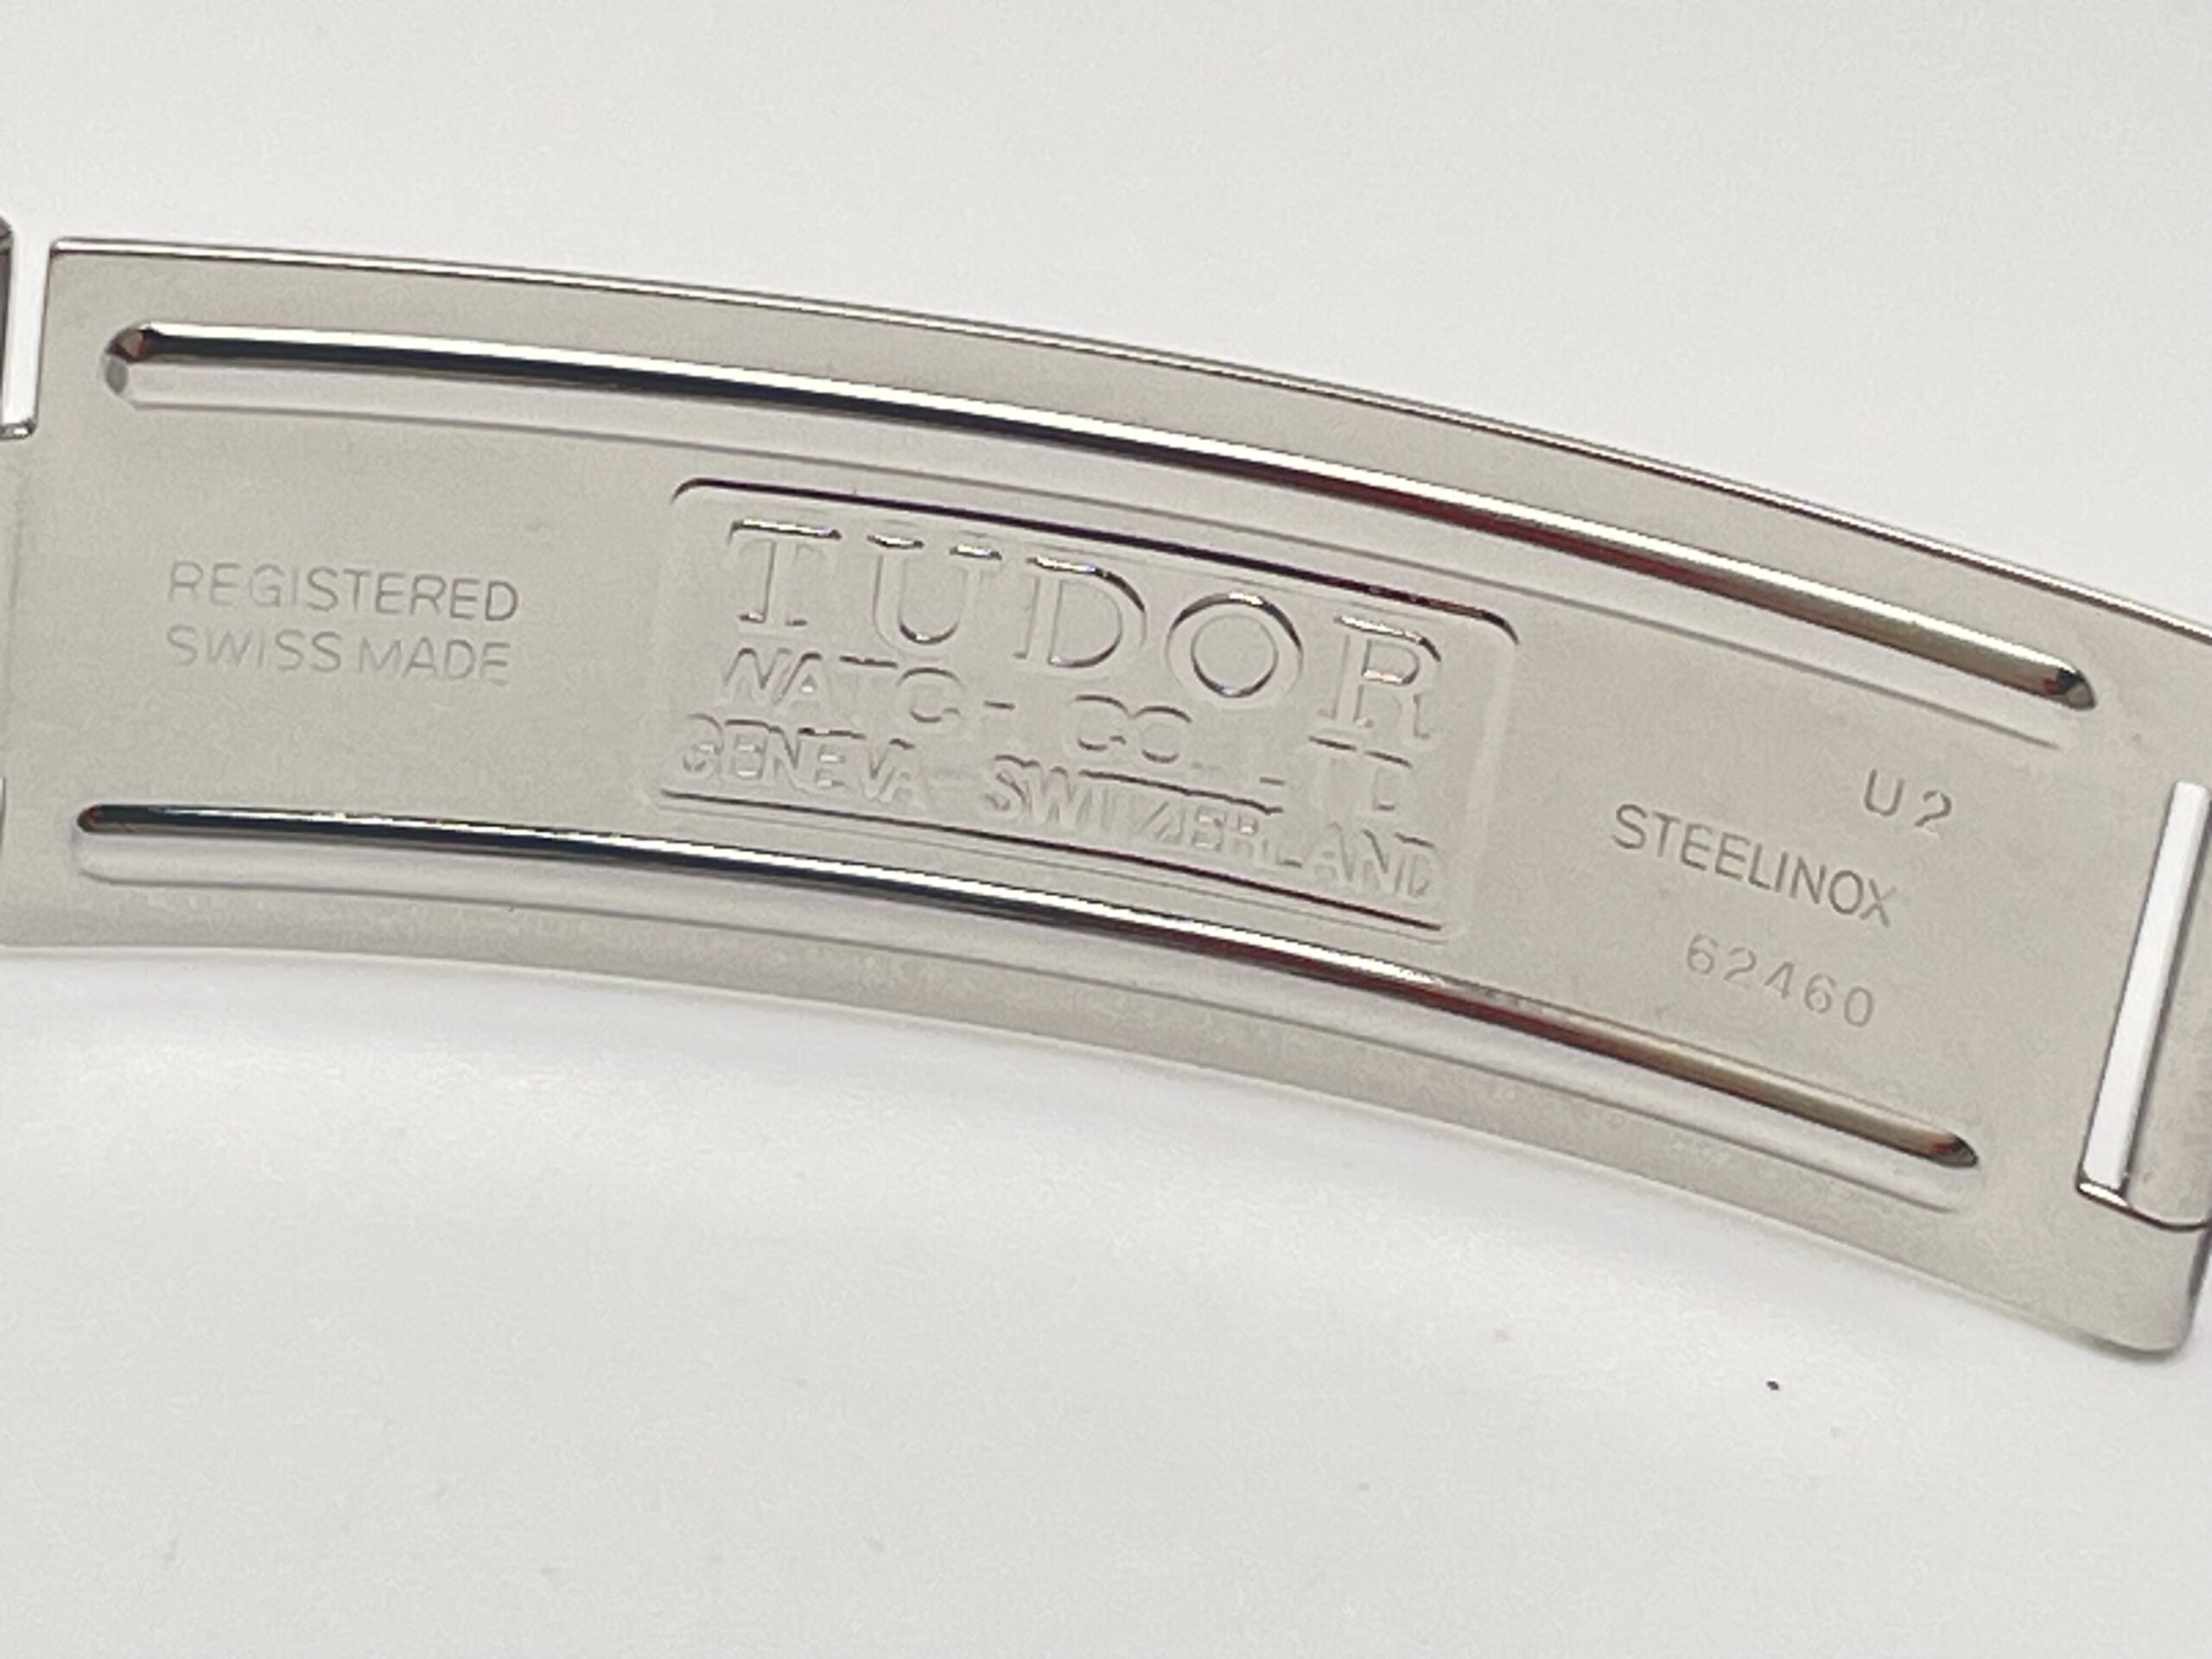 REGISTERED
SWISS MADE
TUDOR
WATCH CO. LTD
GENEVA SWITZERLAND
U 2
STEELINOX
62460